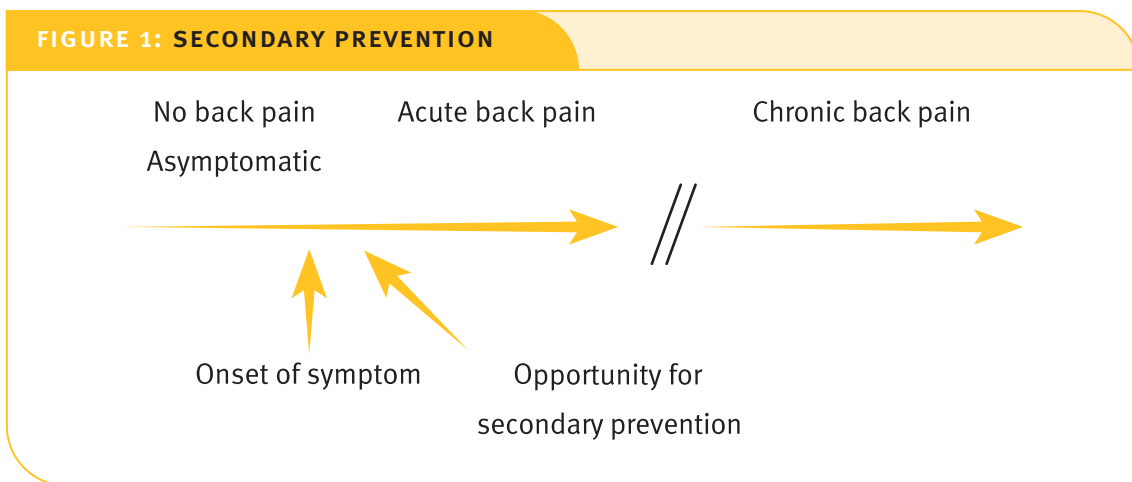 FIGURE 1: SECONDARY PREVENTION
No back pain
Asymptomatic
Acute back pain
Chronic back pain
Onset of symptom
Opportunity for
secondary prevention